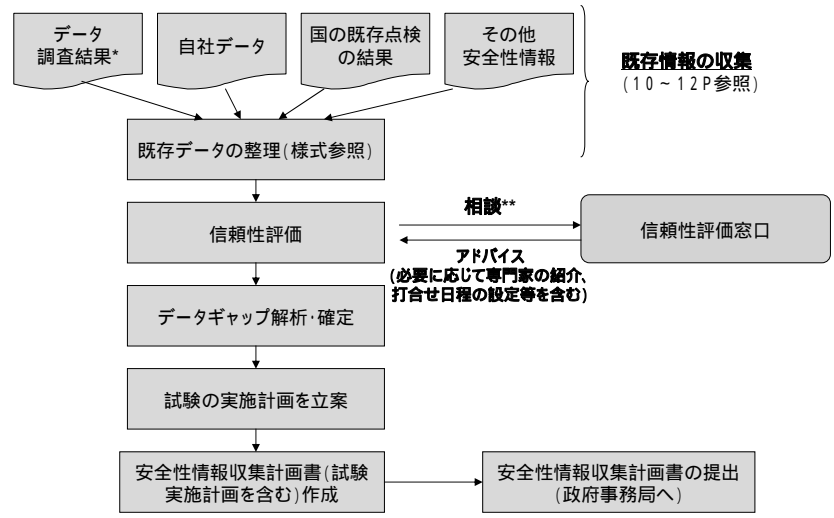 データ
調査結果*
自社データ
国の既存点検
の結果
その他
安全性情報
既存情報の収集
(10~12P参照)
既存データの整理(様式参照)
信頼性評価
相談**
アドバイス
(必要に応じて専門家の紹介、
打合せ日程の設定等を含む)
信頼性評価窓口
データギャップ解析・確定
試験の実施計画を立案
安全性情報収集計画書(試験
実施計画を含む)作成
安全性情報収集計画書の提出
(政府事務局へ)